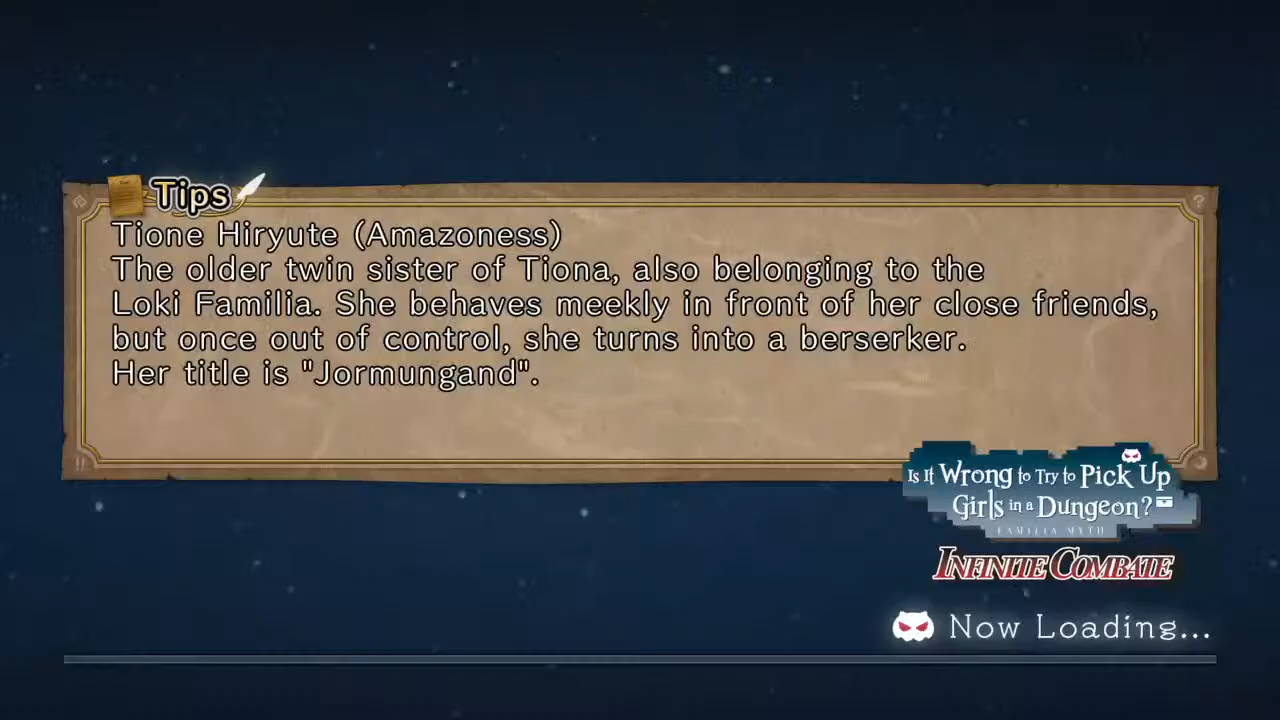 Tips
Tione Hiryute (Amazoness)
The older twin sister of Tiona, also belonging to the
Loki Familia. She behaves meekly in front of her close friends,
but once out of control, she turns into a berserker.
Her title is "Jormungand".
Is It Wrong to Try to Pick Up
Girls in a Dungeon?
FAMILIA MYTH
INFINITE COMBATE
Now Loading...